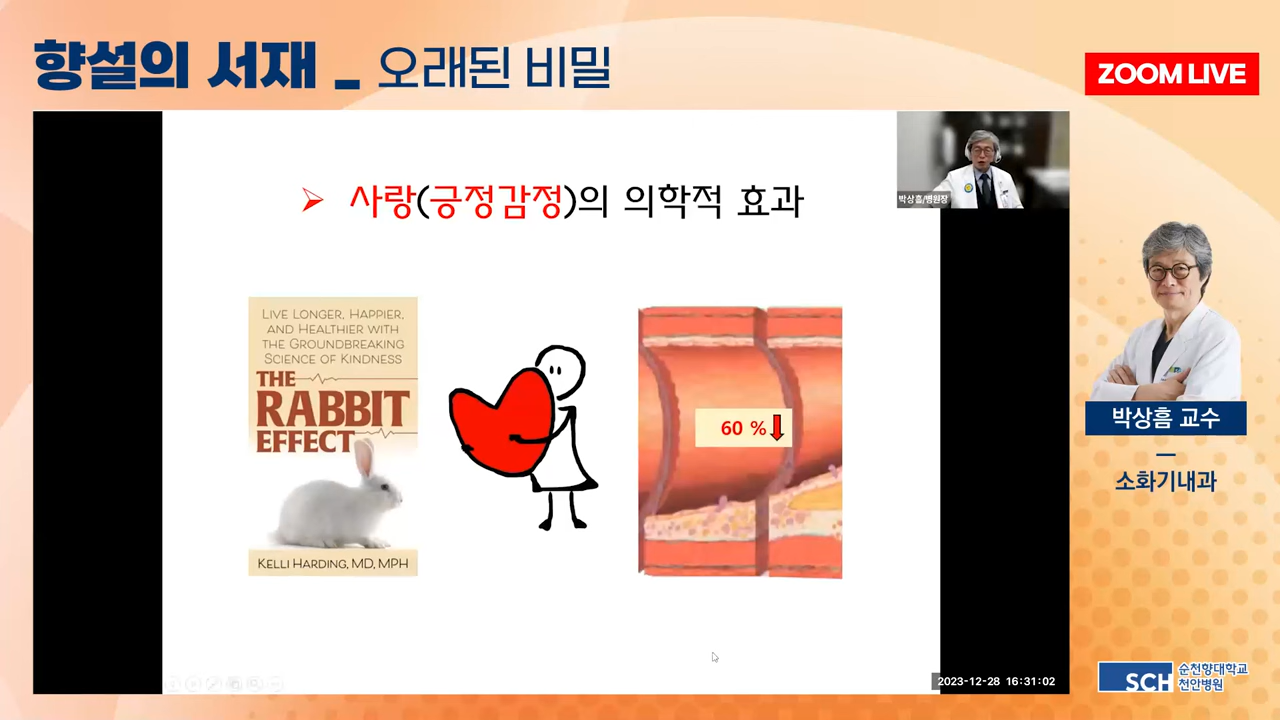 향설의 서재 _ 오래된 비밀
ZOOM LIVE
박상흠/병원장
➢ 사랑(긍정감정)의 의학적 효과
LIVE LONGER, HAPPIER,
AND HEALTHIER WITH
THE GROUNDBREAKING
SCIENCE OF KINDNESS
THE
RABBIT
EFFECT
KELLI HARDING, MD, MPH
60 %
박상흠 교수
소화기내과
2023-12-28 16:31:02
SCH
순천향대학교
천안병원